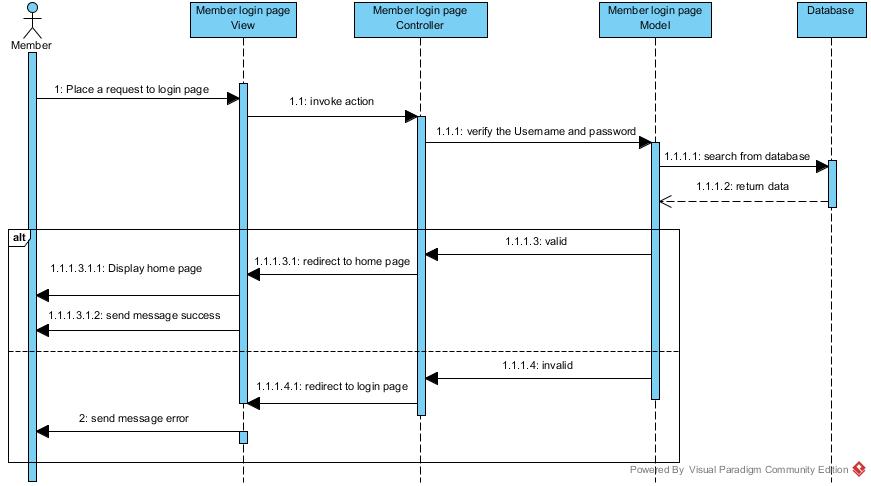 Member login page
View
Member login page
Controller
Member login page
Model
Database
Member
1: Place a request to login page
1.1: invoke action
1.1.1: verify the Username and password
1.1.1.1: search from database
1.1.1.2: return data
alt
1.1.1.3: valid
1.1.1.3.1: redirect to home page
1.1.1.3.1.1: Display home page
1.1.1.3.1.2: send message success
1.1.1.4: invalid
1.1.1.4.1: redirect to login page
2: send message error
Powered By Visual Paradigm Community Edition